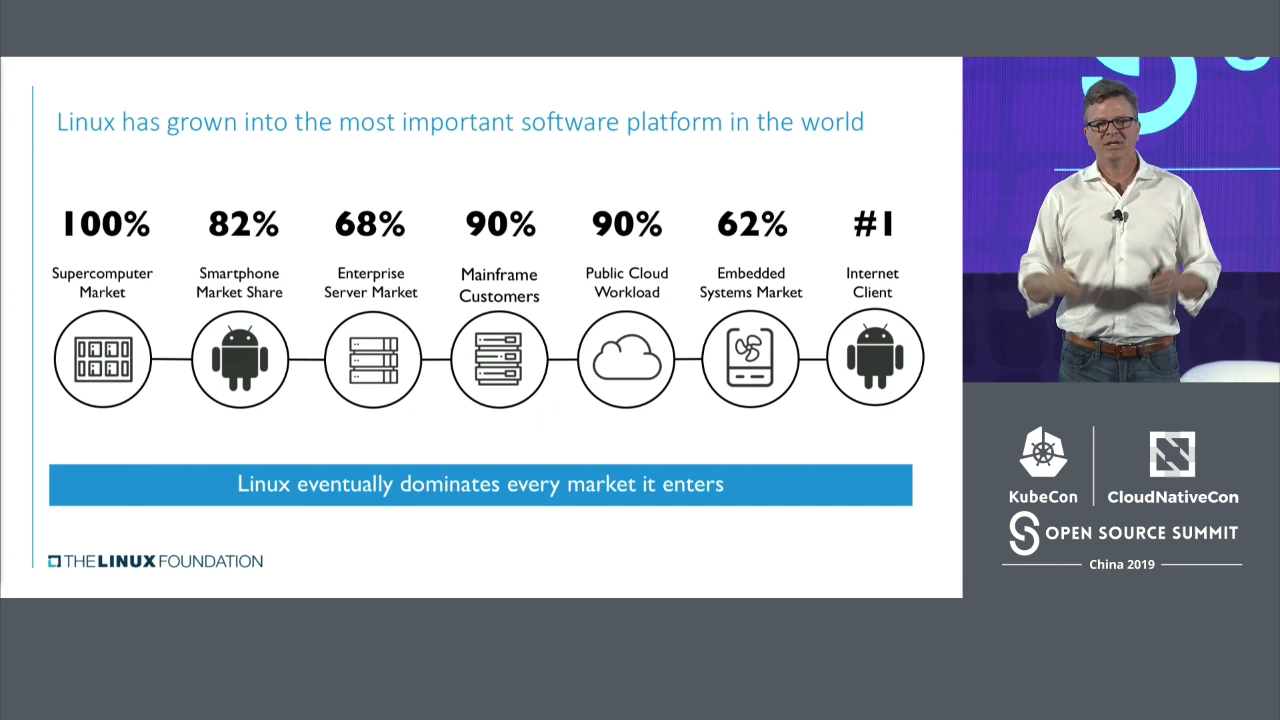 Linux has grown into the most important software platform in the world
100%
82%
68%
90%
90%
62%
#1
Supercomputer
Market
Smartphone
Market Share
Enterprise
Server Market
Mainframe
Customers
Public Cloud
Workload
Embedded
Systems Market
Internet
Client
Linux eventually dominates every market it enters
THE LINUX FOUNDATION
KubeCon
CloudNativeCon
OPEN SOURCE SUMMIT
China 2019